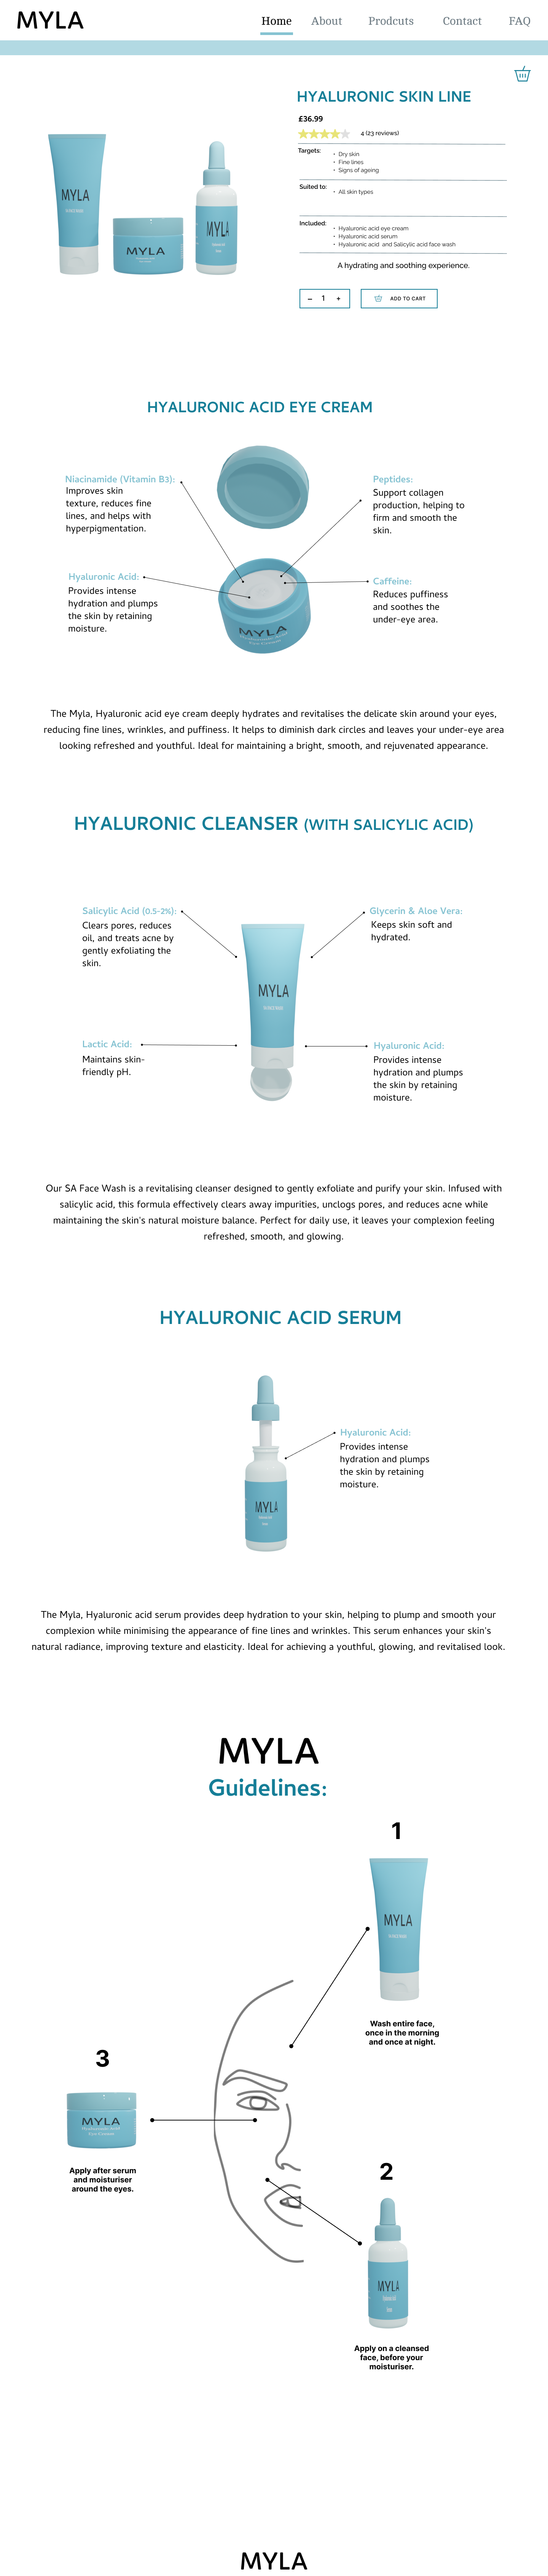 MYLA
Home About Prodcuts Contact FAQ
HYALURONIC SKIN LINE
£36.99
4 (23 reviews)
Targets:
• Dry skin
• Fine lines
• Signs of ageing
Suited to:
• All skin types
Included:
• Hyaluronic acid eye cream
• Hyaluronic acid serum
• Hyaluronic acid and Salicylic acid face wash
A hydrating and soothing experience.
– 1 +
ADD TO CART
MYLA
MYLA
MYLA
HYALURONIC ACID EYE CREAM
Niacinamide (Vitamin B3):
Improves skin
texture, reduces fine
lines, and helps with
hyperpigmentation.
Peptides:
Support collagen
production, helping to
firm and smooth the
skin.
Hyaluronic Acid:
Provides intense
hydration and plumps
the skin by retaining
moisture.
Caffeine:
Reduces puffiness
and soothes the
under-eye area.
MYLA
The Myla, Hyaluronic acid eye cream deeply hydrates and revitalises the delicate skin around your eyes,
reducing fine lines, wrinkles, and puffiness. It helps to diminish dark circles and leaves your under-eye area
looking refreshed and youthful. Ideal for maintaining a bright, smooth, and rejuvenated appearance.
HYALURONIC CLEANSER (WITH SALICYLIC ACID)
Salicylic Acid (0.5-2%):
Clears pores, reduces
oil, and treats acne by
gently exfoliating the
skin.
Glycerin & Aloe Vera:
Keeps skin soft and
hydrated.
MYLA
Lactic Acid:
Maintains skin-
friendly pH.
Hyaluronic Acid:
Provides intense
hydration and plumps
the skin by retaining
moisture.
Our SA Face Wash is a revitalising cleanser designed to gently exfoliate and purify your skin. Infused with
salicylic acid, this formula effectively clears away impurities, unclogs pores, and reduces acne while
maintaining the skin's natural moisture balance. Perfect for daily use, it leaves your complexion feeling
refreshed, smooth, and glowing.
HYALURONIC ACID SERUM
Hyaluronic Acid:
Provides intense
hydration and plumps
the skin by retaining
moisture.
MYLA
The Myla, Hyaluronic acid serum provides deep hydration to your skin, helping to plump and smooth your
complexion while minimising the appearance of fine lines and wrinkles. This serum enhances your skin's
natural radiance, improving texture and elasticity. Ideal for achieving a youthful, glowing, and revitalised look.
MYLA
Guidelines:
1
MYLA
Wash entire face,
once in the morning
and once at night.
3
MYLA
Apply after serum
and moisturiser
around the eyes.
2
MYLA
Apply on a cleansed
face, before your
moisturiser.
MYLA